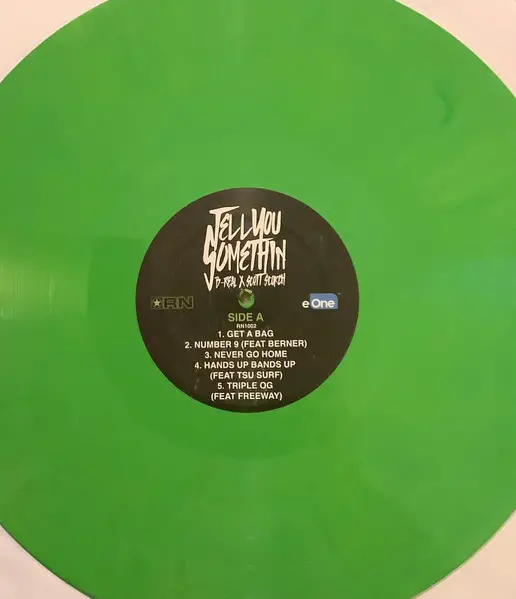 TELL YOU
SOMETHIN
B-REAL X SCOTT STORCH
RN
eOne
SIDE A
RN1002
1. GET A BAG
2. NUMBER 9 (FEAT BERNER)
3. NEVER GO HOME
4. HANDS UP BANDS UP
(FEAT TSU SURF)
5. TRIPLE OG
(FEAT FREEWAY)